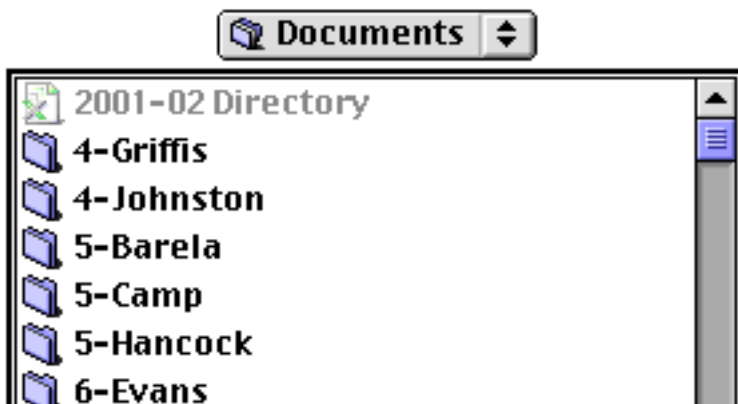 Documents
2001-02 Directory
4-Griffis
4-Johnston
5-Barela
5-Camp
5-Hancock
6-Evans